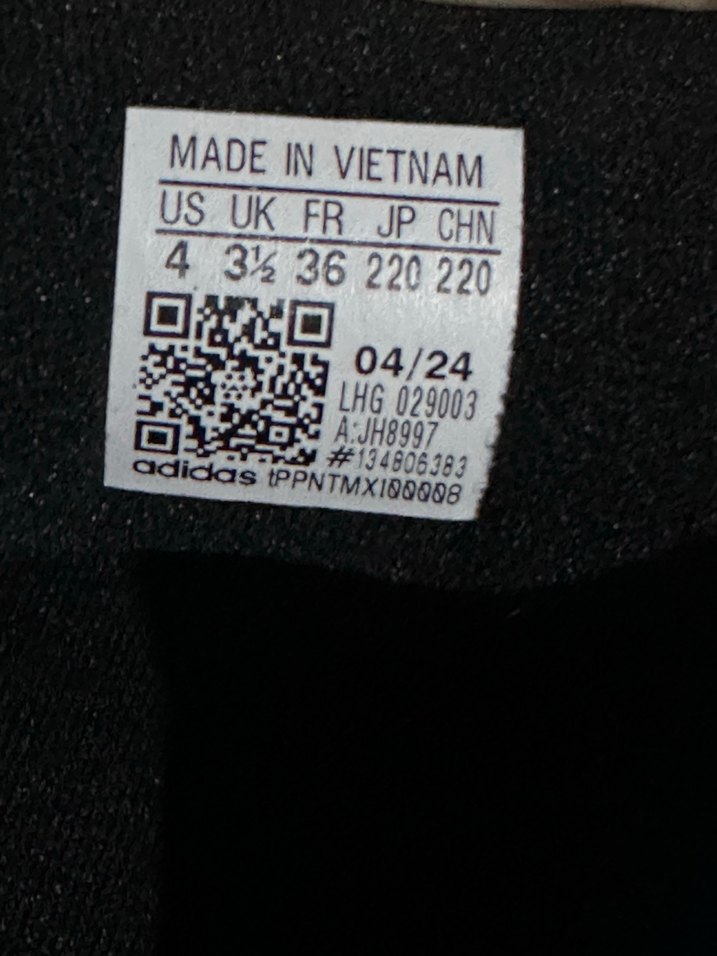 MADE IN VIETNAM
US UK FR JP CHN
4 3½ 36 220 220
04/24
LHG 029003
A:JH8997
#134806383
adidas tPPNTMX100008